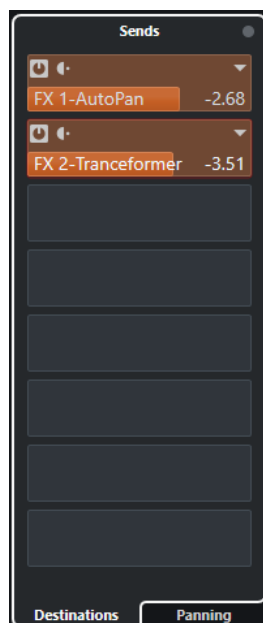 Sends
FX 1-AutoPan -2.68
FX 2-Tranceformer -3.51
Destinations Panning